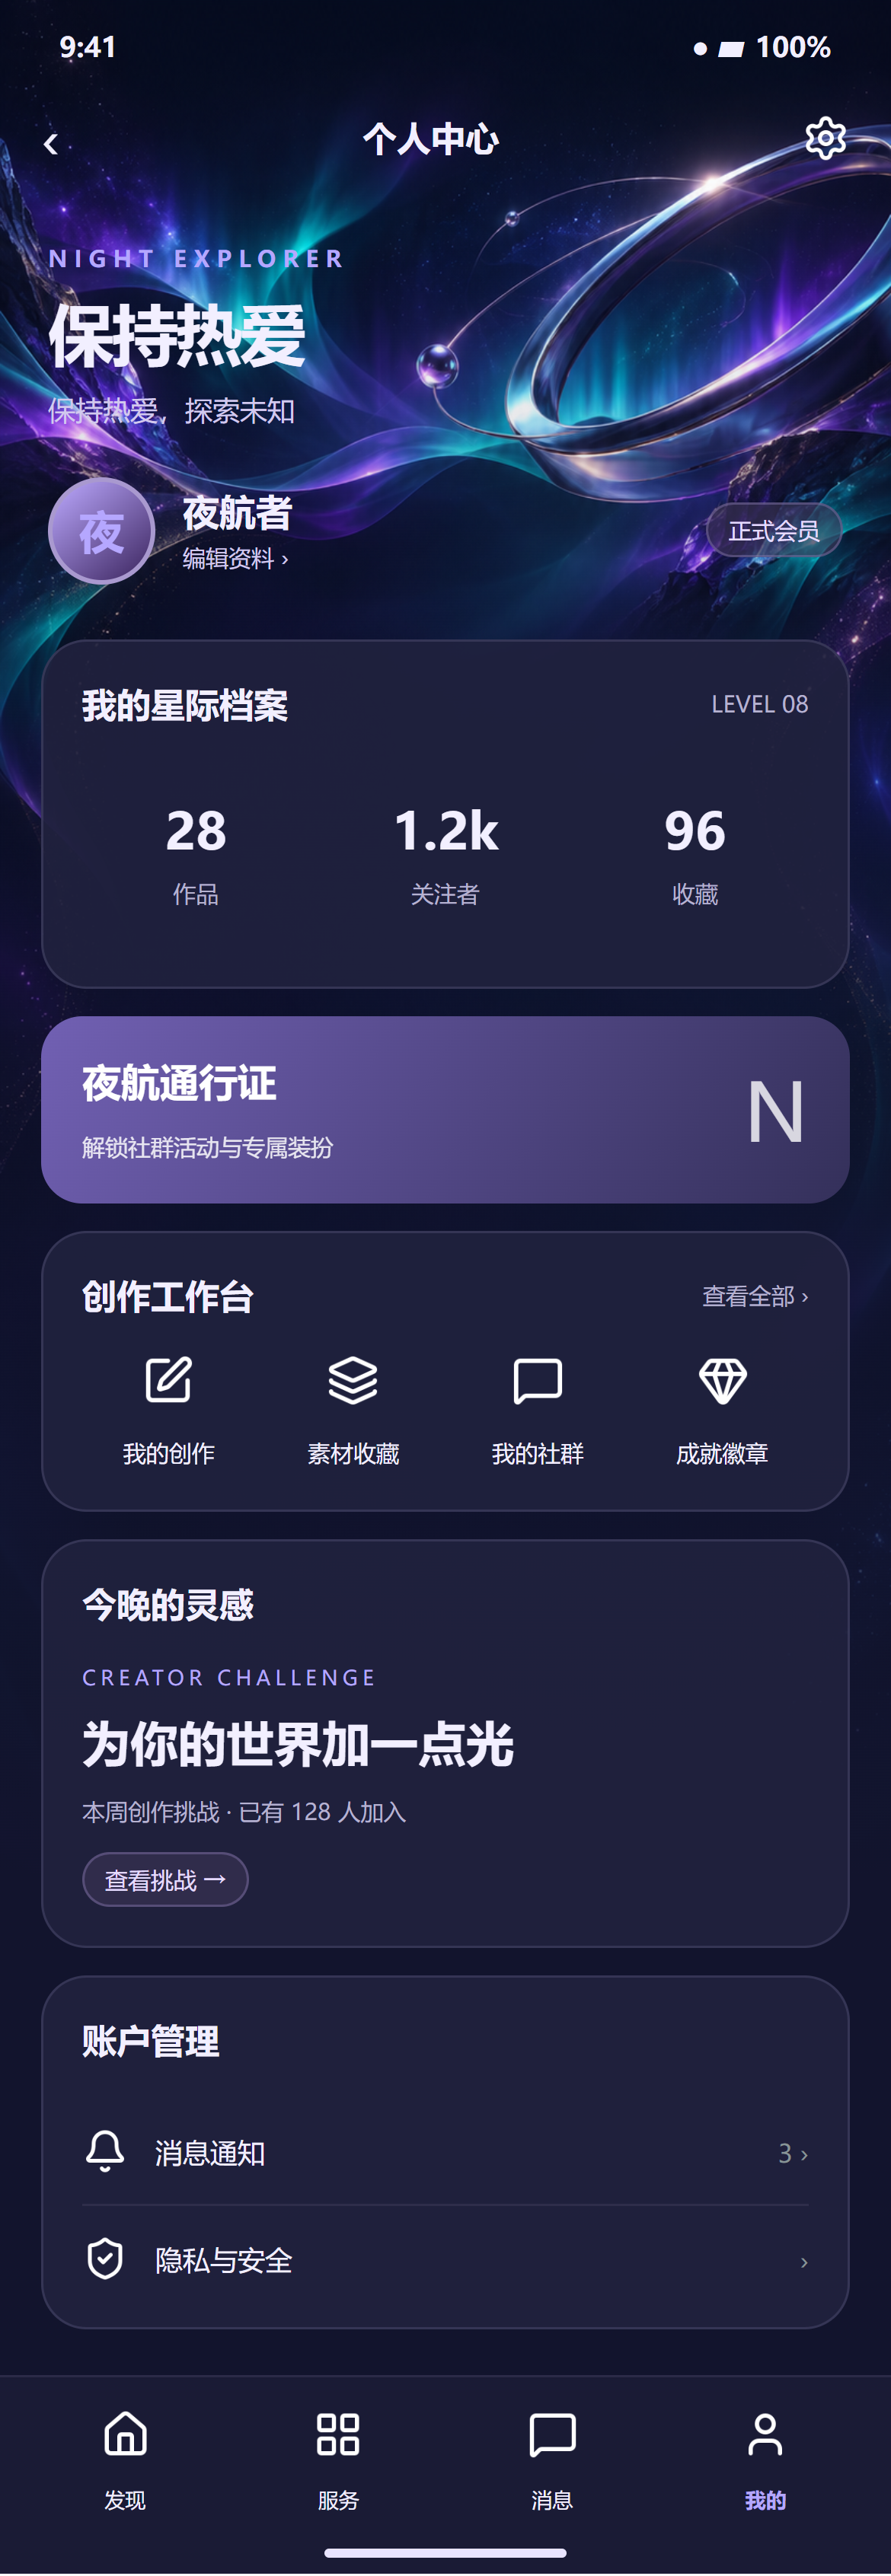 9:41
100%
‹ 个人中心
NIGHT EXPLORER
保持热爱
保持热爱，探索未知
夜
夜航者
编辑资料 ›
正式会员
我的星际档案
LEVEL 08
28
1.2k
96
作品
关注者
收藏
夜航通行证
解锁社群活动与专属装扮
N
创作工作台
查看全部 ›
我的创作
素材收藏
我的社群
成就徽章
今晚的灵感
CREATOR CHALLENGE
为你的世界加一点光
本周创作挑战 · 已有 128 人加入
查看挑战 →
账户管理
消息通知
3 ›
隐私与安全
›
发现
服务
消息
我的